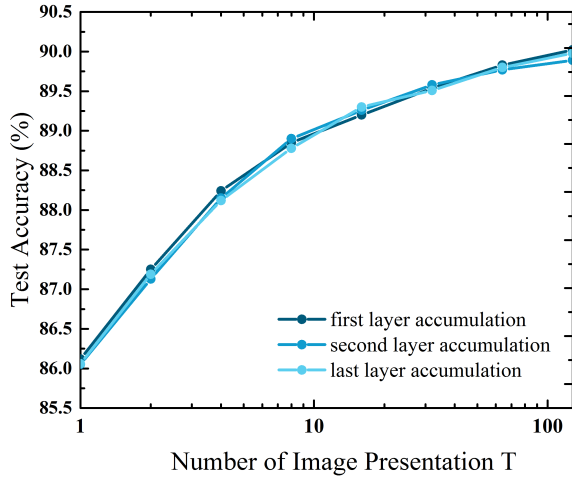 90.5
90.0
89.5
89.0
88.5
88.0
87.5
87.0
86.5
86.0
85.5
Test Accuracy (%)
first layer accumulation
second layer accumulation
last layer accumulation
1 10 100
Number of Image Presentation T